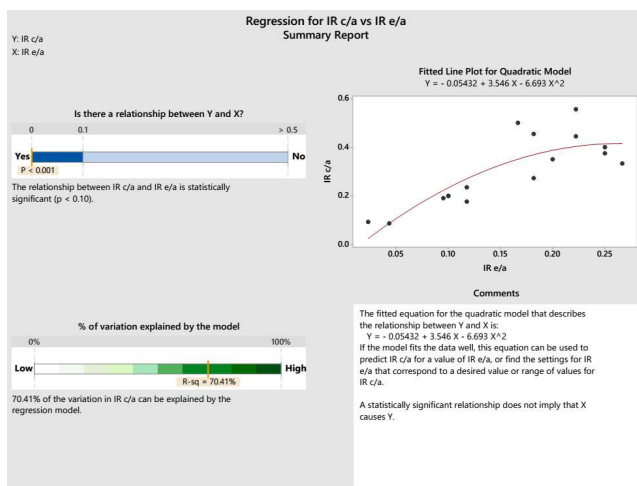 Regression for IR c/a vs IR e/a
Summary Report
Y: IR c/a
X: IR e/a
Is there a relationship between Y and X?
0 0.1 > 0.5
Yes No
P < 0.001
The relationship between IR c/a and IR e/a is statistically
significant (p < 0.10).
Fitted Line Plot for Quadratic Model
Y = - 0.05432 + 3.546 X - 6.693 X^2
0.6
0.4
0.2
0.0
IR c/a
0.05 0.10 0.15 0.20 0.25
IR e/a
% of variation explained by the model
0% 100%
Low High
R-sq = 70.41%
70.41% of the variation in IR c/a can be explained by the
regression model.
Comments
The fitted equation for the quadratic model that describes
the relationship between Y and X is:
Y = - 0.05432 + 3.546 X - 6.693 X^2
If the model fits the data well, this equation can be used to
predict IR c/a for a value of IR e/a, or find the settings for IR
e/a that correspond to a desired value or range of values for
IR c/a.
A statistically significant relationship does not imply that X
causes Y.